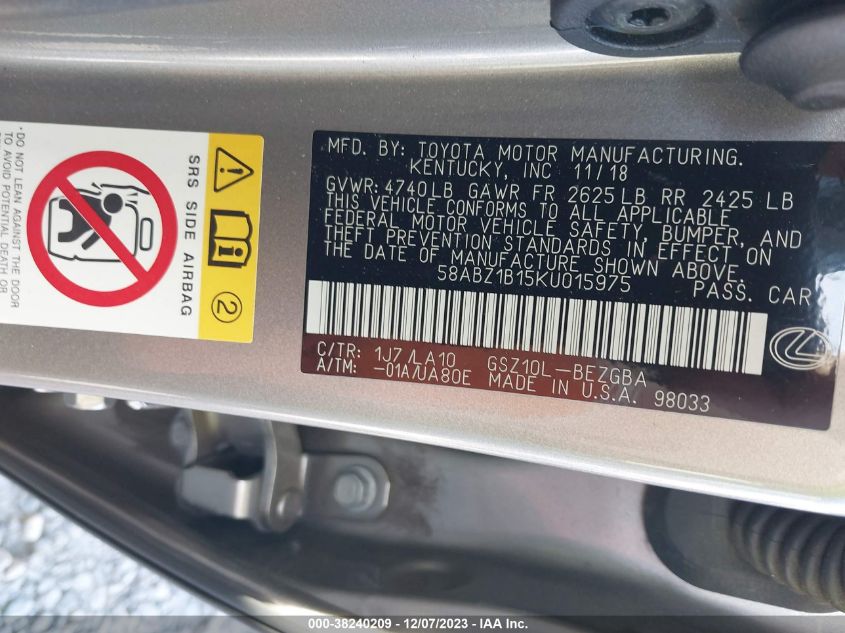 MFD. BY: TOYOTA MOTOR MANUFACTURING.
KENTUCKY, INC 11/18
GVWR: 4740LB GAWR FR 2625 LB RR 2425 LB
THIS VEHICLE CONFORMS TO ALL APPLICABLE
FEDERAL MOTOR VEHICLE SAFETY, BUMPER, AND
THEFT PREVENTION STANDARDS IN EFFECT ON
THE DATE OF MANUFACTURE SHOWN ABOVE.
58ABZ1B15KU015975 PASS. CAR
C/TR: 1J7 /LA10 GSZ10L-BEZGBA
A/TM: -01A/UA80E MADE IN U.S.A. 98033
SRS SIDE AIRBAG
2
• DO NOT LEAN AGAINST THE DOOR
TO AVOID POTENTIAL DEATH OR
000-38240209 - 12/07/2023 - IAA Inc.